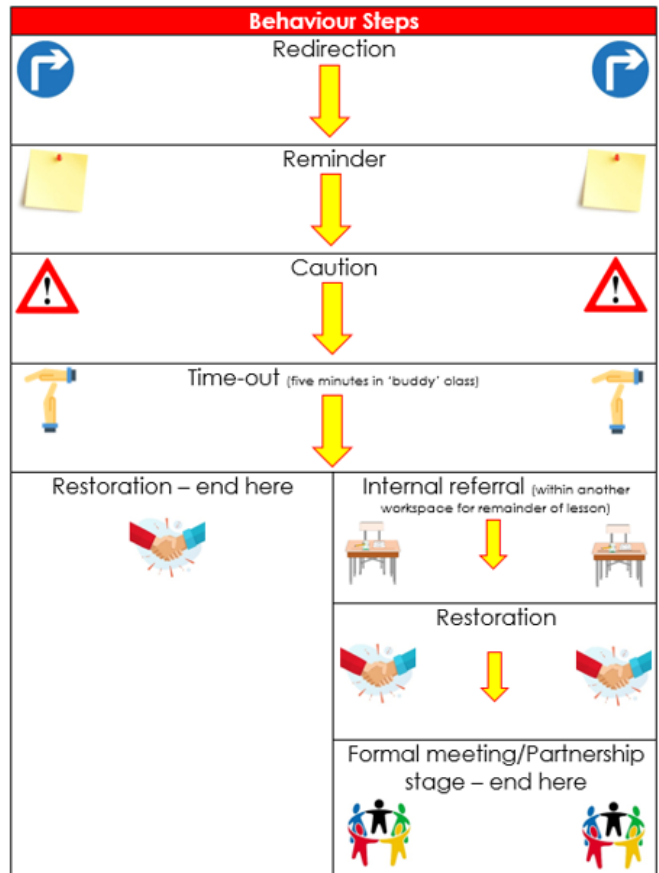 Behaviour Steps
Redirection
Reminder
Caution
Time-out (five minutes in ‘buddy’ class)
Restoration – end here
Internal referral (within another
workspace for remainder of lesson)
Restoration
Formal meeting/Partnership
stage – end here